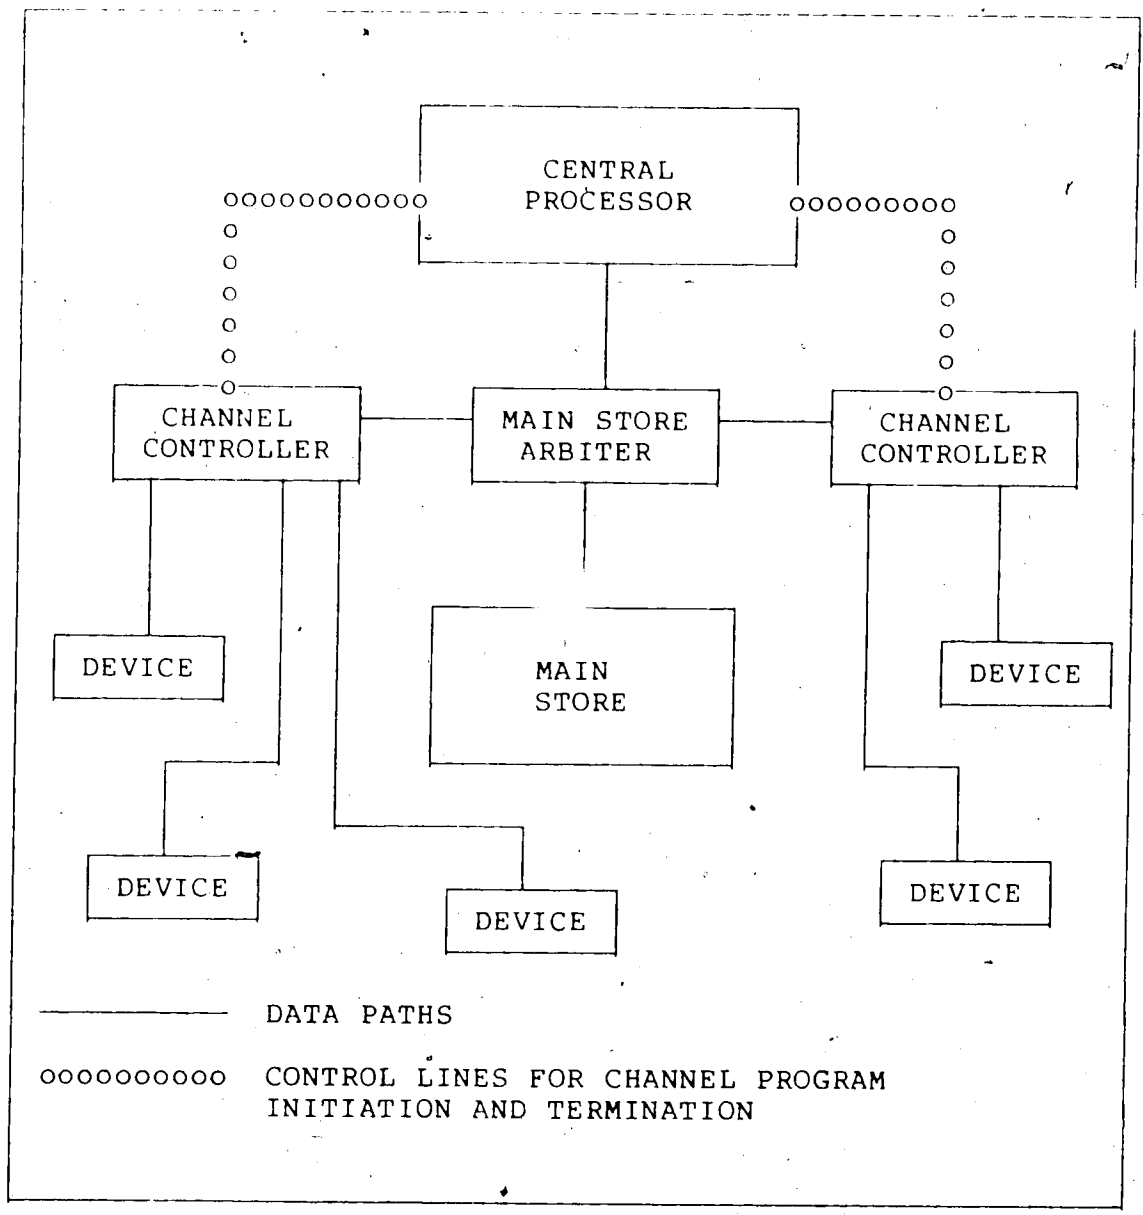 CENTRAL
PROCESSOR
CHANNEL
CONTROLLER
MAIN STORE
ARBITER
CHANNEL
CONTROLLER
DEVICE
MAIN
STORE
DEVICE
DEVICE
DEVICE
DEVICE
DATA PATHS
CONTROL LINES FOR CHANNEL PROGRAM
INITIATION AND TERMINATION